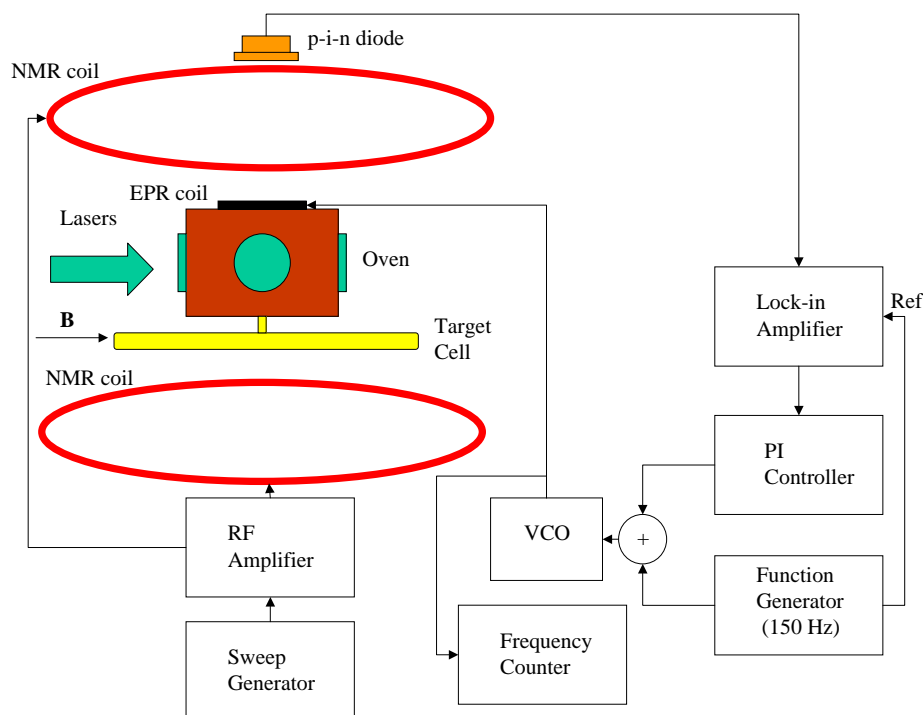 p-i-n diode
NMR coil
EPR coil
Lasers
Oven
Lock-in
Amplifier
Ref
B
Target
Cell
NMR coil
PI
Controller
RF
Amplifier
VCO
+
Function
Generator
(150 Hz)
Frequency
Counter
Sweep
Generator